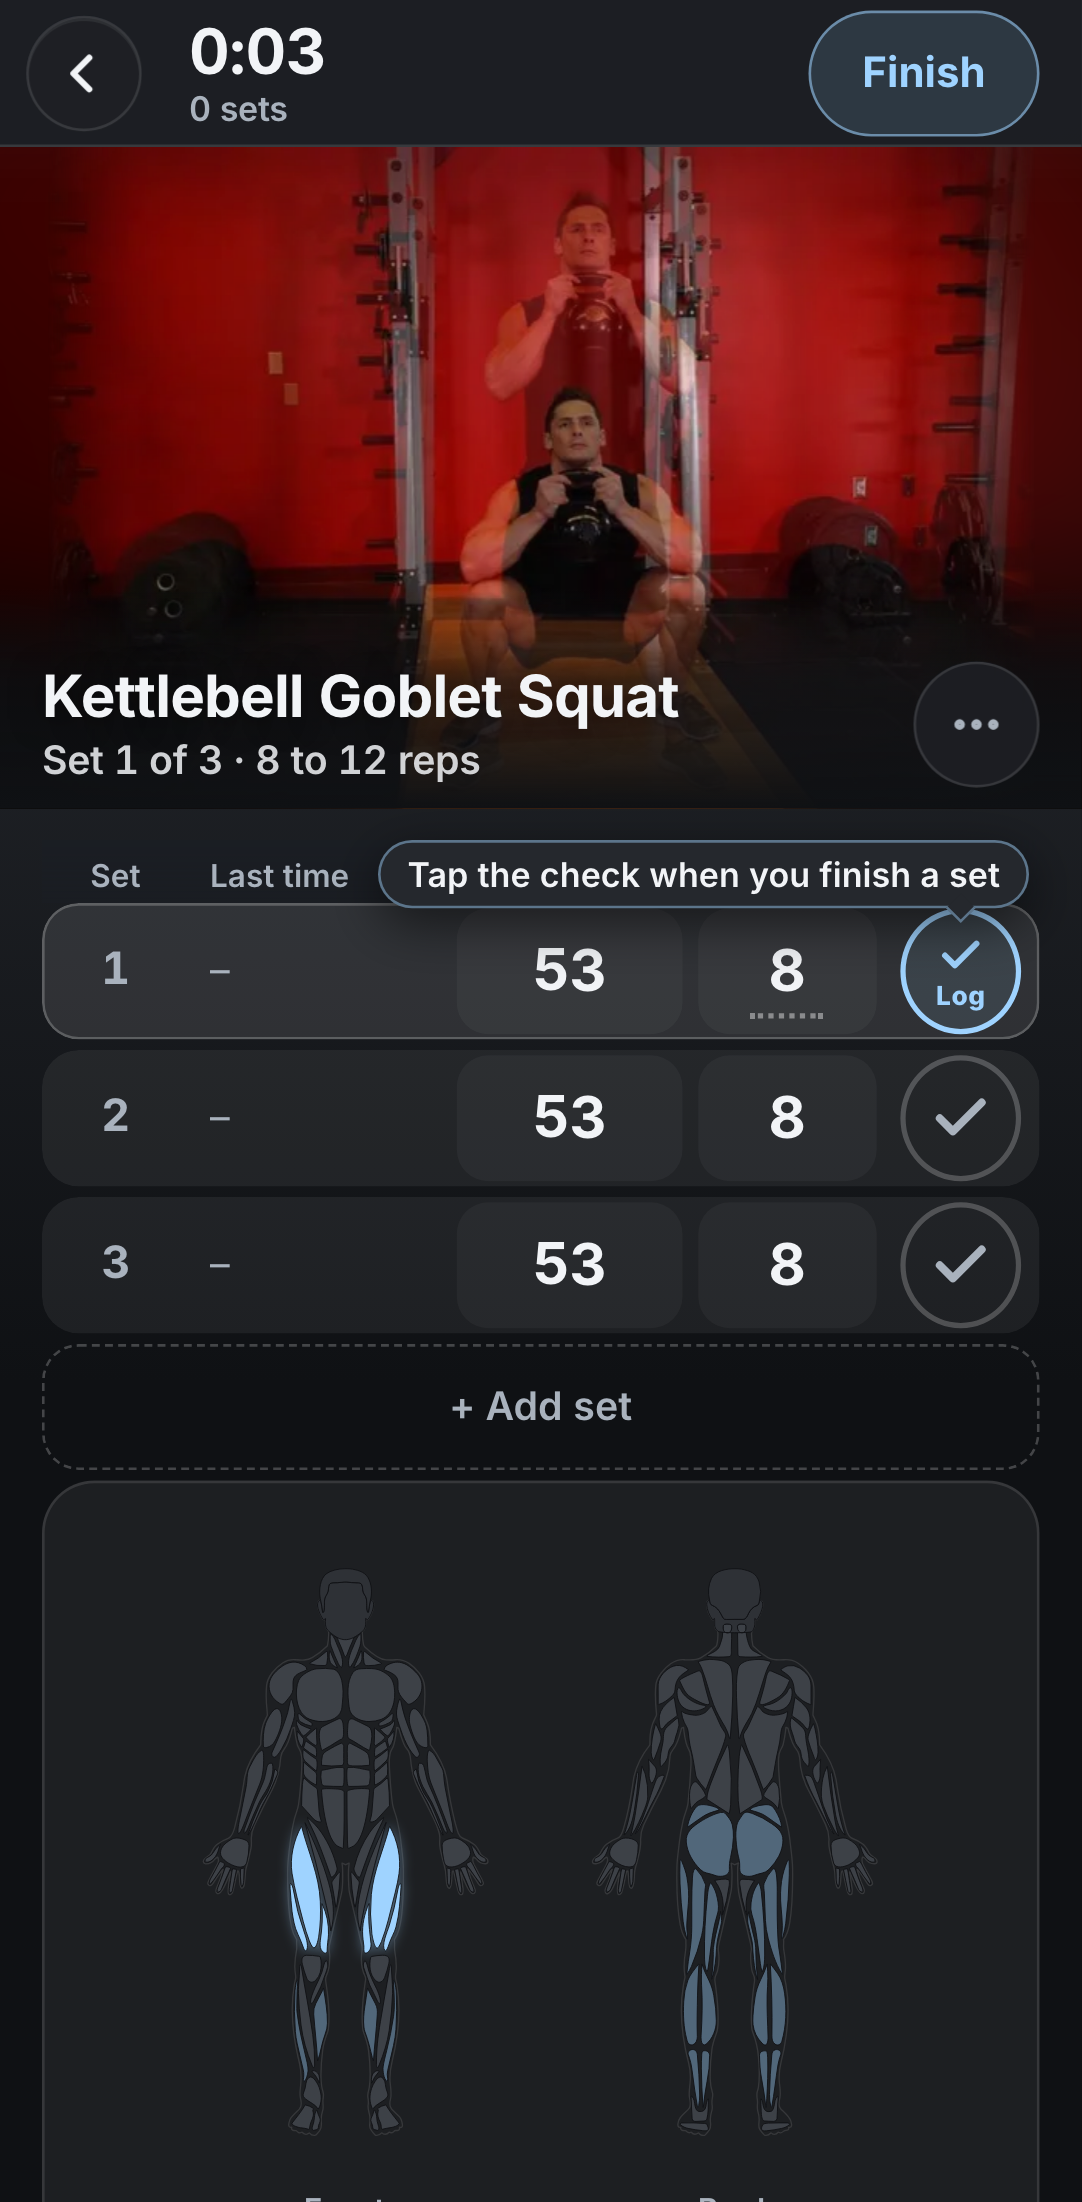 0:03
0 sets
Finish
Kettlebell Goblet Squat
Set 1 of 3 · 8 to 12 reps
Set Last time Tap the check when you finish a set
1 – 53 8 Log
2 – 53 8
3 – 53 8
+ Add set